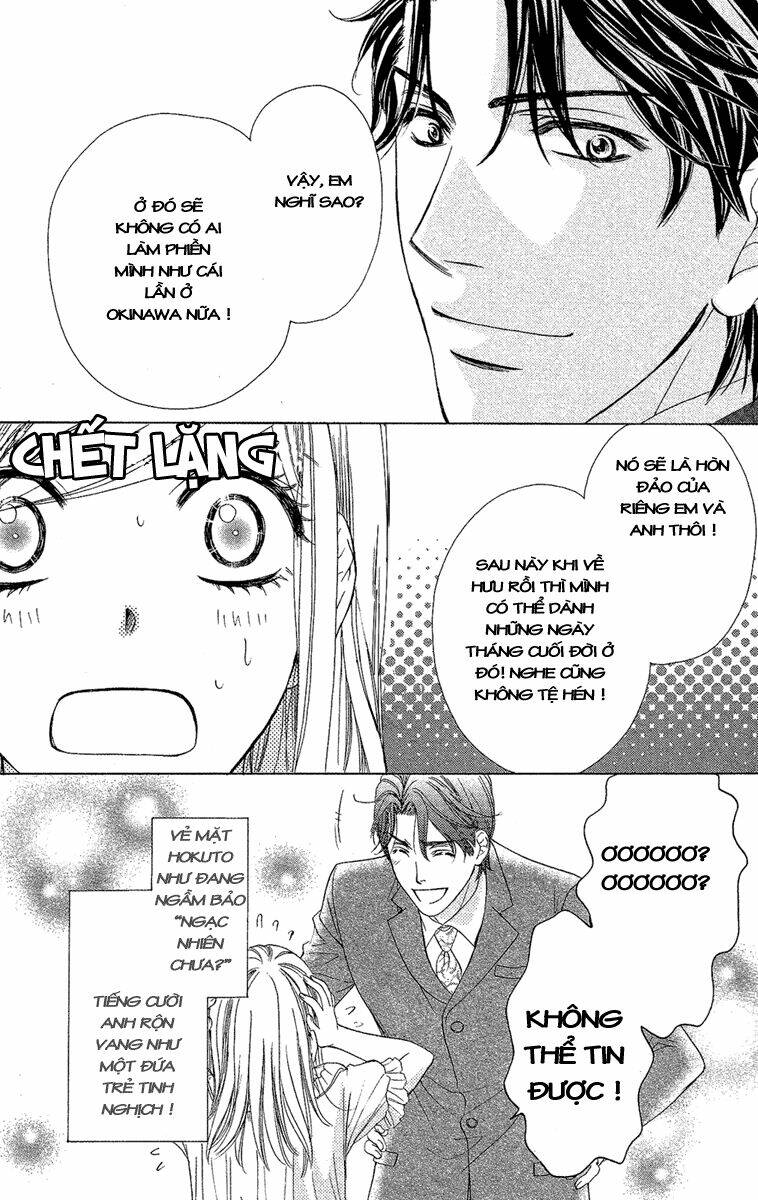 VẬY, EM
NGHĨ SAO?
Ở ĐÓ SẼ
KHÔNG CÓ AI
LÀM PHIỀN
MÌNH NHƯ CÁI
LẦN Ở
OKINAWA NỮA !
CHẾT LẶNG
NÓ SẼ LÀ HÒN
ĐẢO CỦA
RIÊNG EM VÀ
ANH THÔI !
SAU NÀY KHI VỀ
HƯU RỒI THÌ MÌNH
CÓ THỂ DÀNH
NHỮNG NGÀY
THÁNG CUỐI ĐỜI Ở
ĐÓ! NGHE CŨNG
KHÔNG TỆ HÉN !
ƠƠƠƠƠƠ?
ƠƠƠƠƠƠ?
KHÔNG
THỂ TIN
ĐƯỢC !
VẺ MẶT
HOKUTO
NHƯ ĐANG
NGẦM BẢO
“NGẠC
NHIÊN
CHƯA?”
TIẾNG CƯỜI
ANH RỘN
VANG NHƯ
MỘT ĐỨA
TRẺ TINH
NGHỊCH !